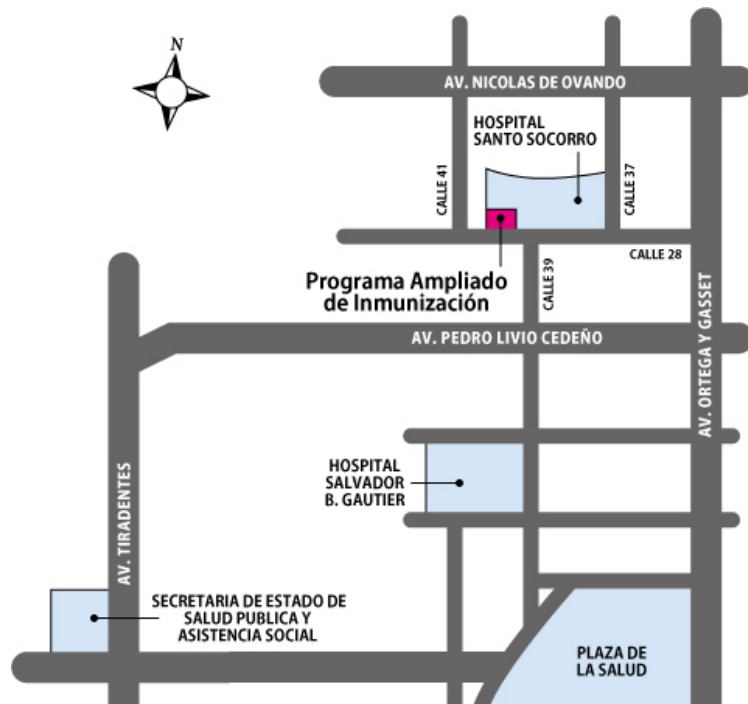 N
AV. NICOLAS DE OVANDO
HOSPITAL
SANTO SOCORRO
CALLE 41
CALLE 37
CALLE 28
Programa Ampliado
de Inmunización
CALLE 39
AV. PEDRO LIVIO CEDEÑO
AV. ORTEGA Y GASSET
HOSPITAL
SALVADOR
B. GAUTIER
AV. TIRADENTES
SECRETARIA DE ESTADO DE
SALUD PUBLICA Y
ASISTENCIA SOCIAL
PLAZA DE
LA SALUD